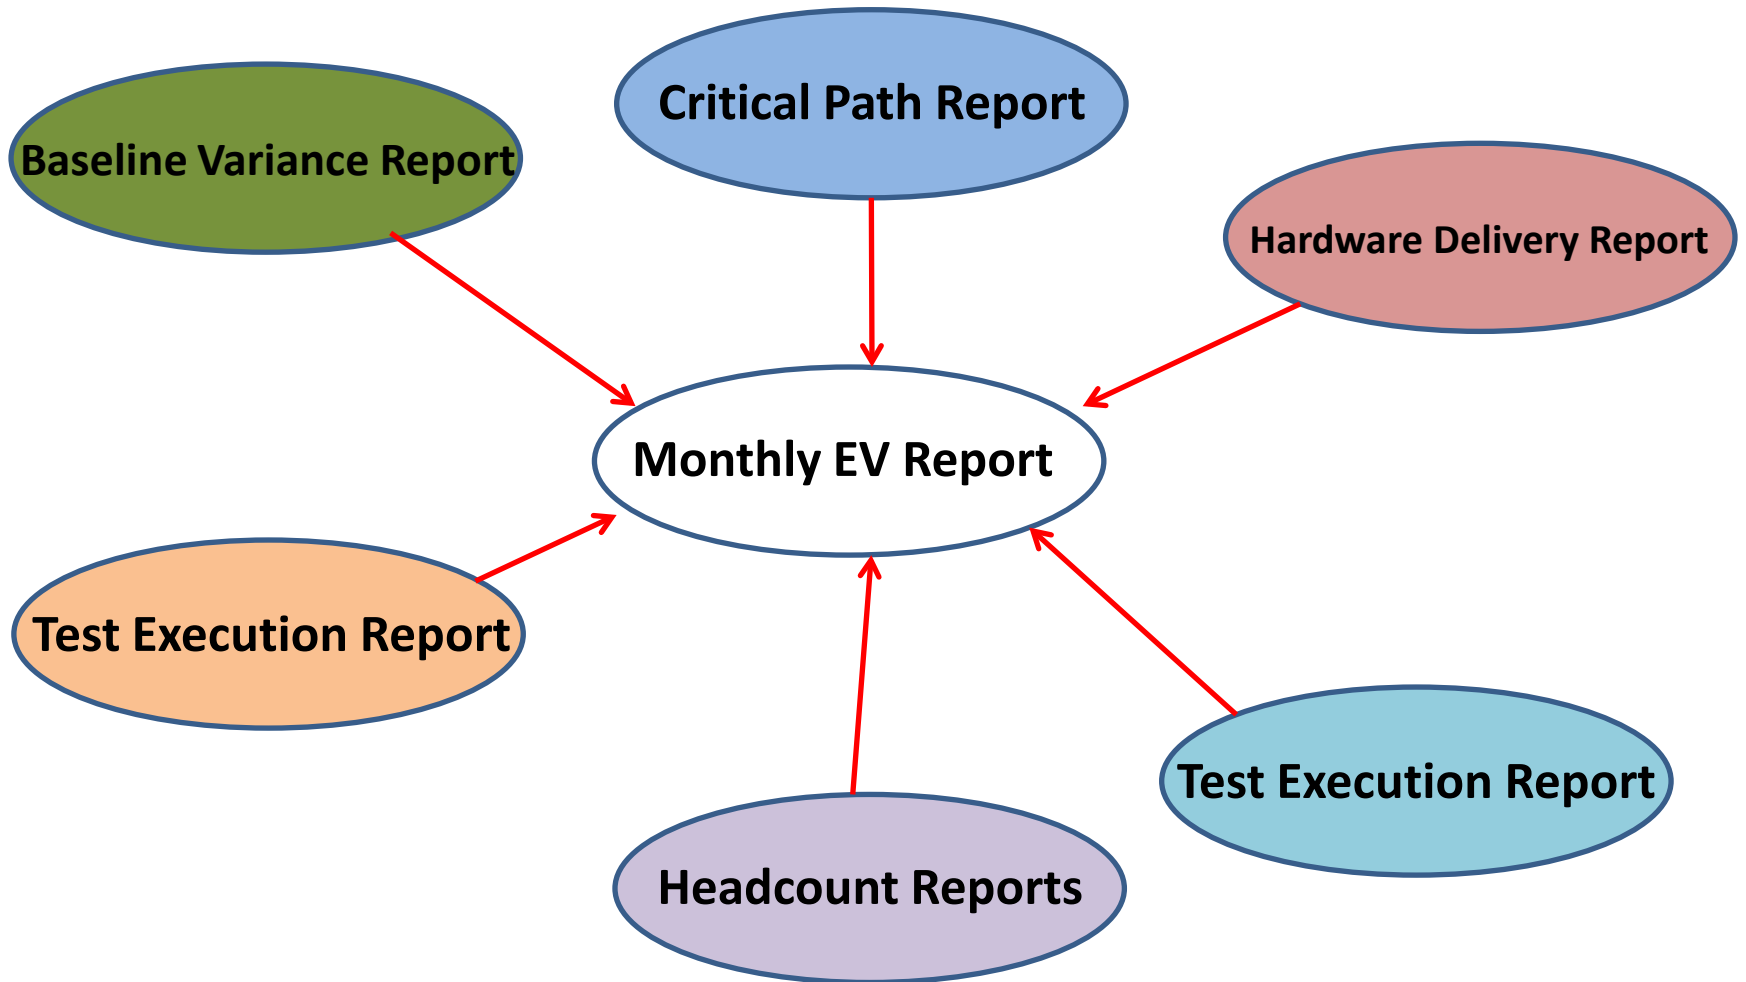 Critical Path Report
Baseline Variance Report
Hardware Delivery Report
Monthly EV Report
Test Execution Report
Test Execution Report
Headcount Reports